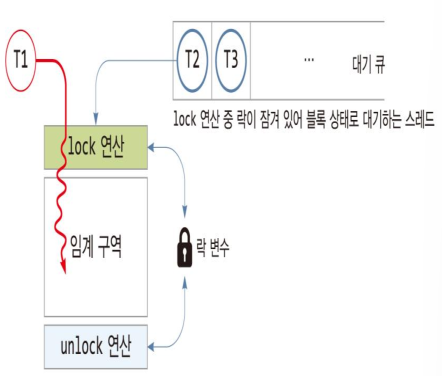 T1
T2
T3
...
대기 큐
lock 연산 중 락이 잠겨 있어 블록 상태로 대기하는 스레드
lock 연산
임계 구역
락 변수
unlock 연산